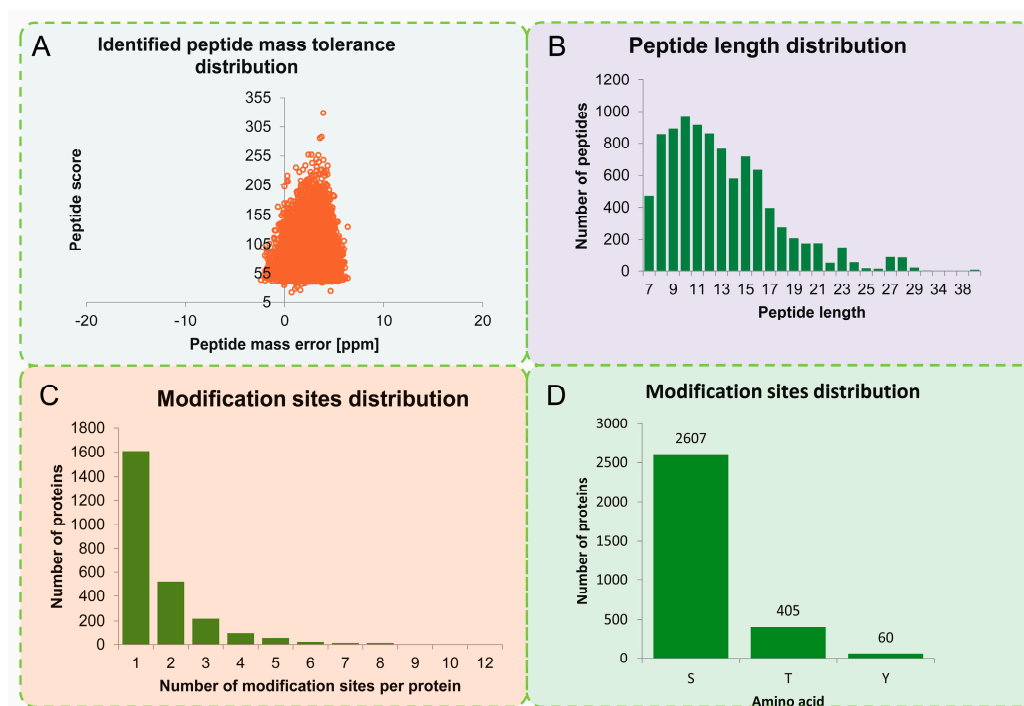 A
Identified peptide mass tolerance
distribution
355
305
255
205
155
105
55
5
Peptide score
-20 -10 0 10 20
Peptide mass error [ppm]
B
Peptide length distribution
1200
1000
800
600
400
200
0
Number of peptides
7 9 11 13 15 17 19 21 23 25 27 29 34 38
Peptide length
C
Modification sites distribution
1800
1600
1400
1200
1000
800
600
400
200
0
Number of proteins
1 2 3 4 5 6 7 8 9 10 12
Number of modification sites per protein
D
Modification sites distribution
3000
2500
2000
1500
1000
500
0
Number of proteins
2607
405
60
S T Y
Amino acid